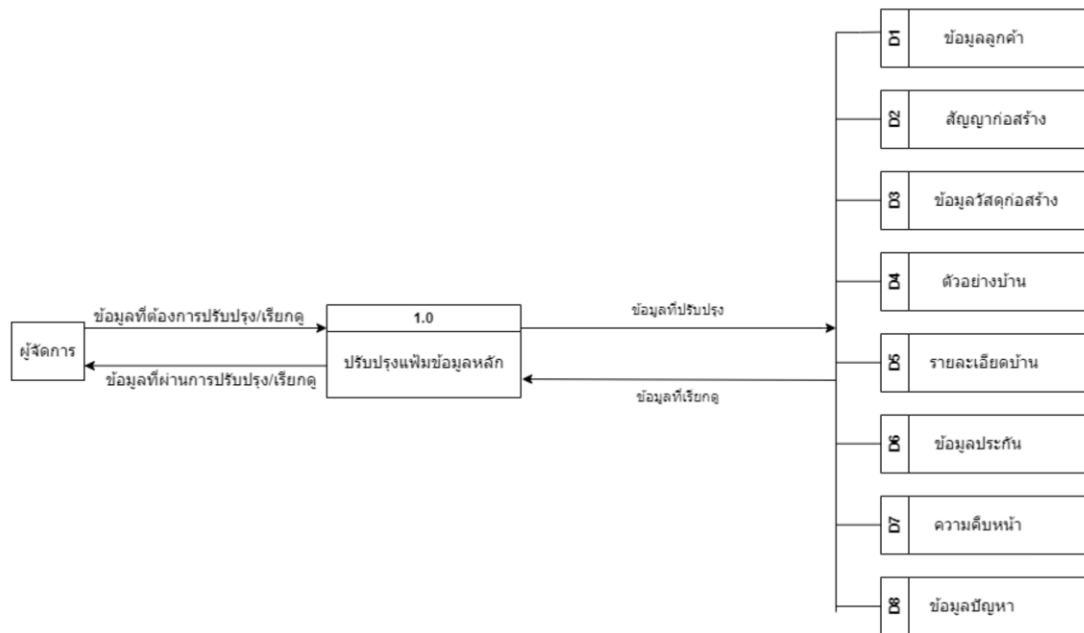 D1 ข้อมูลลูกค้า
D2 สัญญาก่อสร้าง
D3 ข้อมูลวัสดุก่อสร้าง
D4 ตัวอย่างบ้าน
ข้อมูลที่ต้องการปรับปรุง/เรียกดู
1.0
ข้อมูลที่ปรับปรุง
ผู้จัดการ
ปรับปรุงแฟ้มข้อมูลหลัก
D5 รายละเอียดบ้าน
ข้อมูลที่ผ่านการปรับปรุง/เรียกดู
ข้อมูลที่เรียกดู
D6 ข้อมูลประกัน
D7 ความคืบหน้า
D8 ข้อมูลปัญหา